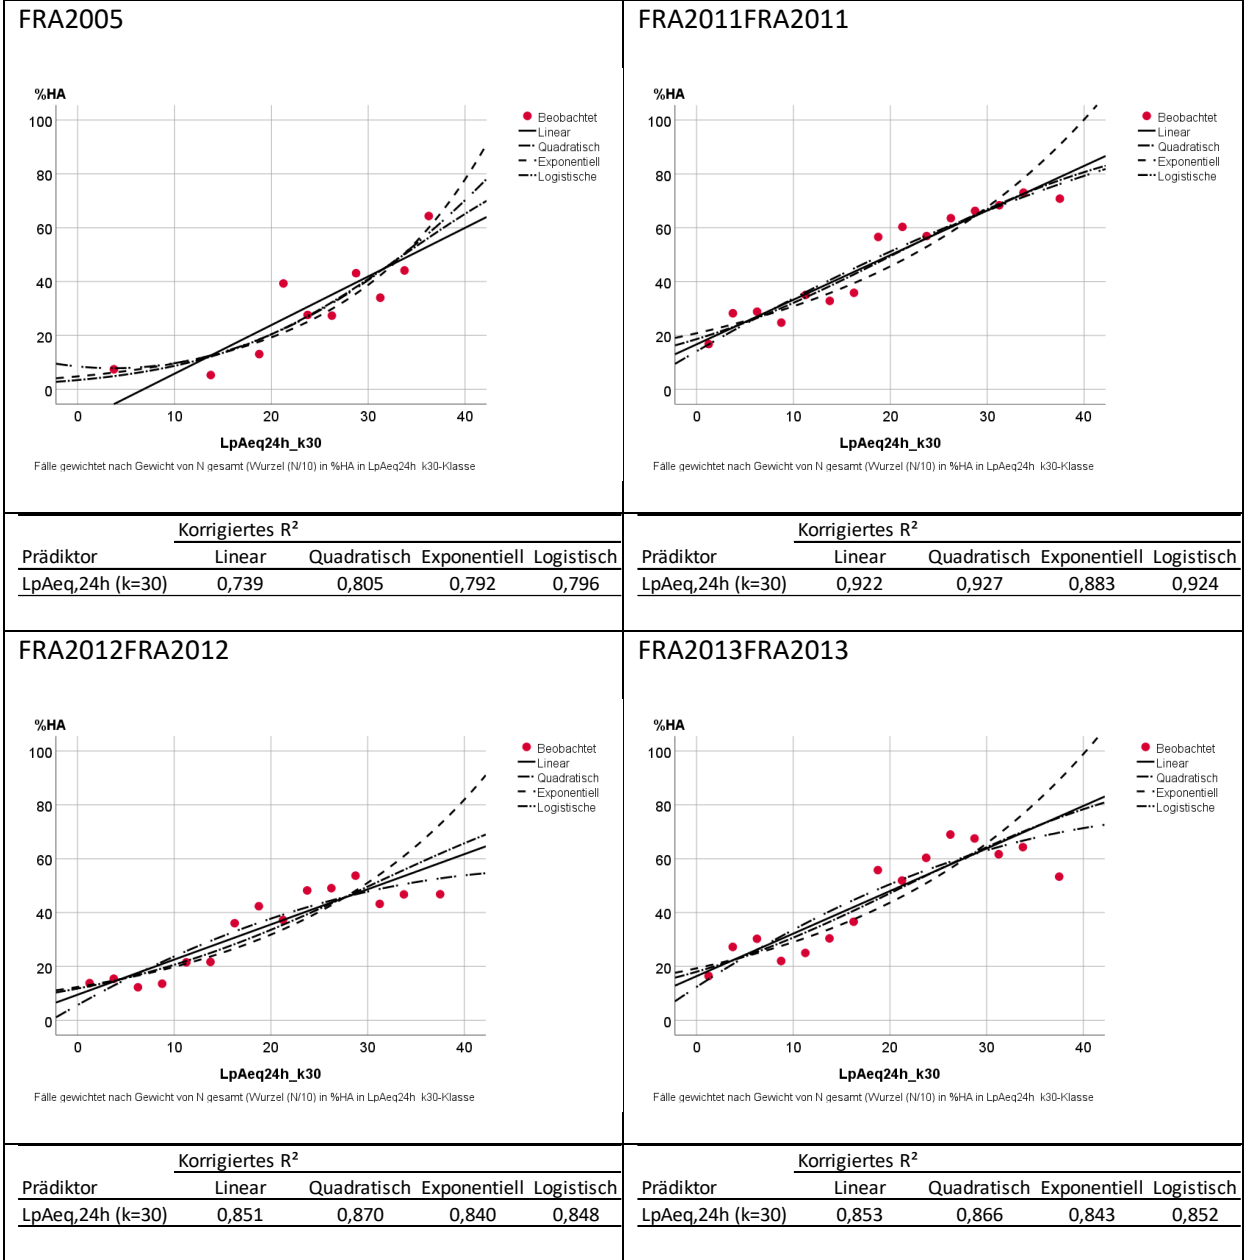 FRA2005
%HA
100
80
60
40
20
0
0 10 20 30 40
LpAeq24h_k30
Beobachtet
Linear
Quadratisch
Exponentiell
Logistische
Fälle gewichtet nach Gewicht von N gesamt (Wurzel (N/10) in %HA in LpAeq24h_k30-Klasse
Korrigiertes R²
Prädiktor Linear Quadratisch Exponentiell Logistisch
LpAeq,24h (k=30) 0,739 0,805 0,792 0,796
FRA2011FRA2011
%HA
100
80
60
40
20
0
0 10 20 30 40
LpAeq24h_k30
Beobachtet
Linear
Quadratisch
Exponentiell
Logistische
Fälle gewichtet nach Gewicht von N gesamt (Wurzel (N/10) in %HA in LpAeq24h_k30-Klasse
Korrigiertes R²
Prädiktor Linear Quadratisch Exponentiell Logistisch
LpAeq,24h (k=30) 0,922 0,927 0,883 0,924
FRA2012FRA2012
%HA
100
80
60
40
20
0
0 10 20 30 40
LpAeq24h_k30
Beobachtet
Linear
Quadratisch
Exponentiell
Logistische
Fälle gewichtet nach Gewicht von N gesamt (Wurzel (N/10) in %HA in LpAeq24h_k30-Klasse
Korrigiertes R²
Prädiktor Linear Quadratisch Exponentiell Logistisch
LpAeq,24h (k=30) 0,851 0,870 0,840 0,848
FRA2013FRA2013
%HA
100
80
60
40
20
0
0 10 20 30 40
LpAeq24h_k30
Beobachtet
Linear
Quadratisch
Exponentiell
Logistische
Fälle gewichtet nach Gewicht von N gesamt (Wurzel (N/10) in %HA in LpAeq24h_k30-Klasse
Korrigiertes R²
Prädiktor Linear Quadratisch Exponentiell Logistisch
LpAeq,24h (k=30) 0,853 0,866 0,843 0,852